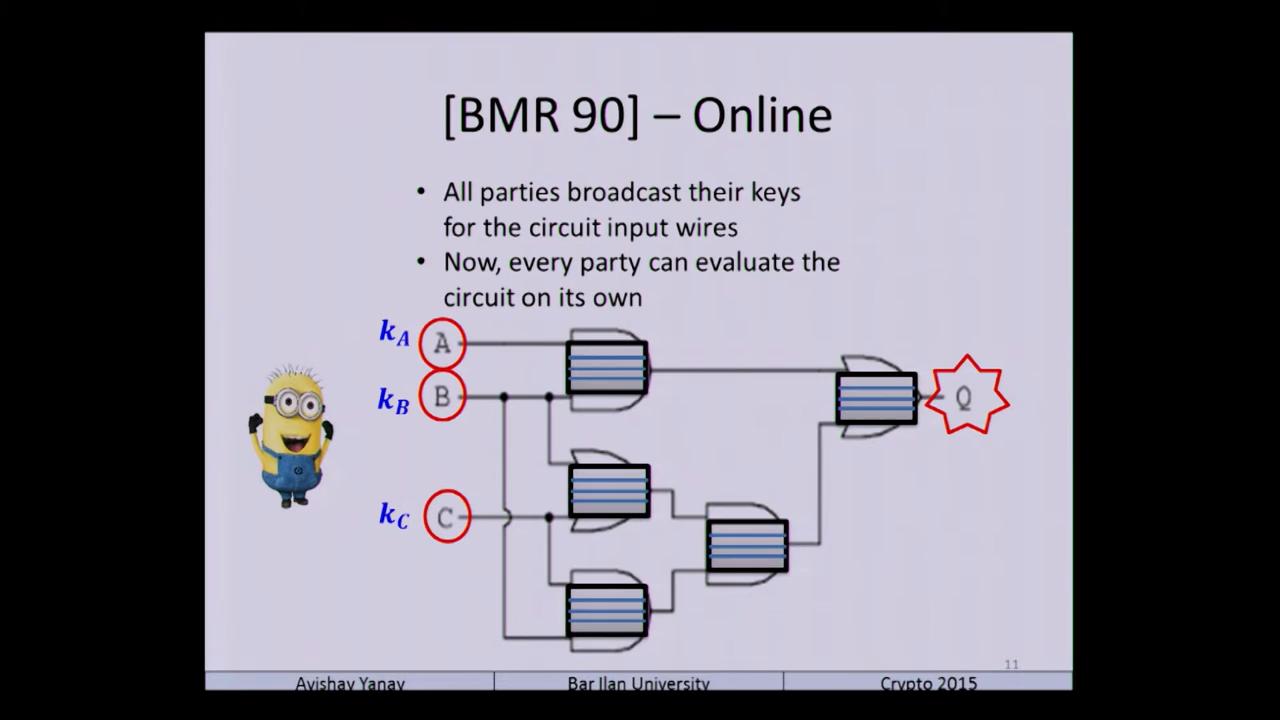 [BMR 90] – Online
• All parties broadcast their keys
for the circuit input wires
• Now, every party can evaluate the
circuit on its own
k_A A
k_B B
Q
k_C C
11
Avishay Yanay Bar Ilan University Crypto 2015